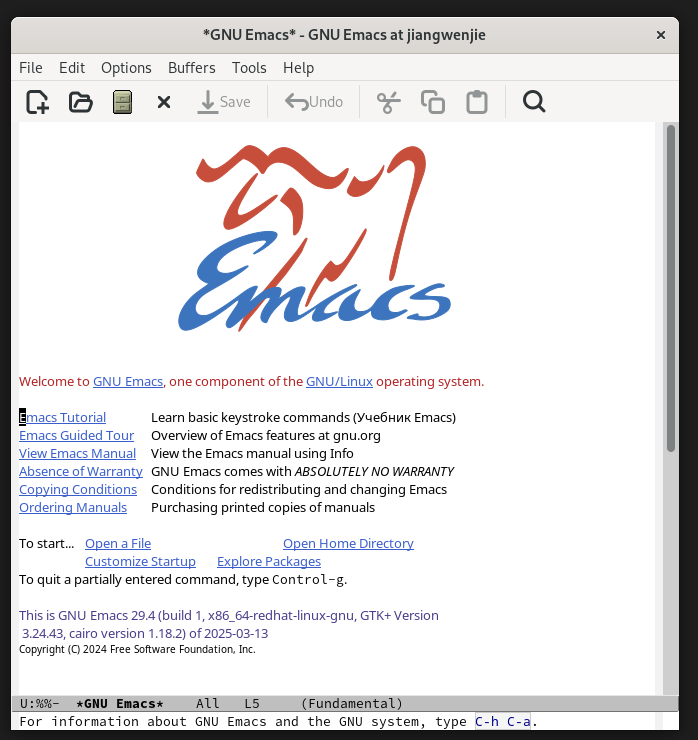 *GNU Emacs* - GNU Emacs at jiangwenjie
File Edit Options Buffers Tools Help
Save Undo
Emacs
Welcome to GNU Emacs, one component of the GNU/Linux operating system.
Emacs Tutorial Learn basic keystroke commands (Учебник Emacs)
Emacs Guided Tour Overview of Emacs features at gnu.org
View Emacs Manual View the Emacs manual using Info
Absence of Warranty GNU Emacs comes with ABSOLUTELY NO WARRANTY
Copying Conditions Conditions for redistributing and changing Emacs
Ordering Manuals Purchasing printed copies of manuals
To start... Open a File Open Home Directory
Customize Startup Explore Packages
To quit a partially entered command, type Control-g.
This is GNU Emacs 29.4 (build 1, x86_64-redhat-linux-gnu, GTK+ Version
3.24.43, cairo version 1.18.2) of 2025-03-13
Copyright (C) 2024 Free Software Foundation, Inc.
U:%%- *GNU Emacs* All L5 (Fundamental)
For information about GNU Emacs and the GNU system, type C-h C-a.